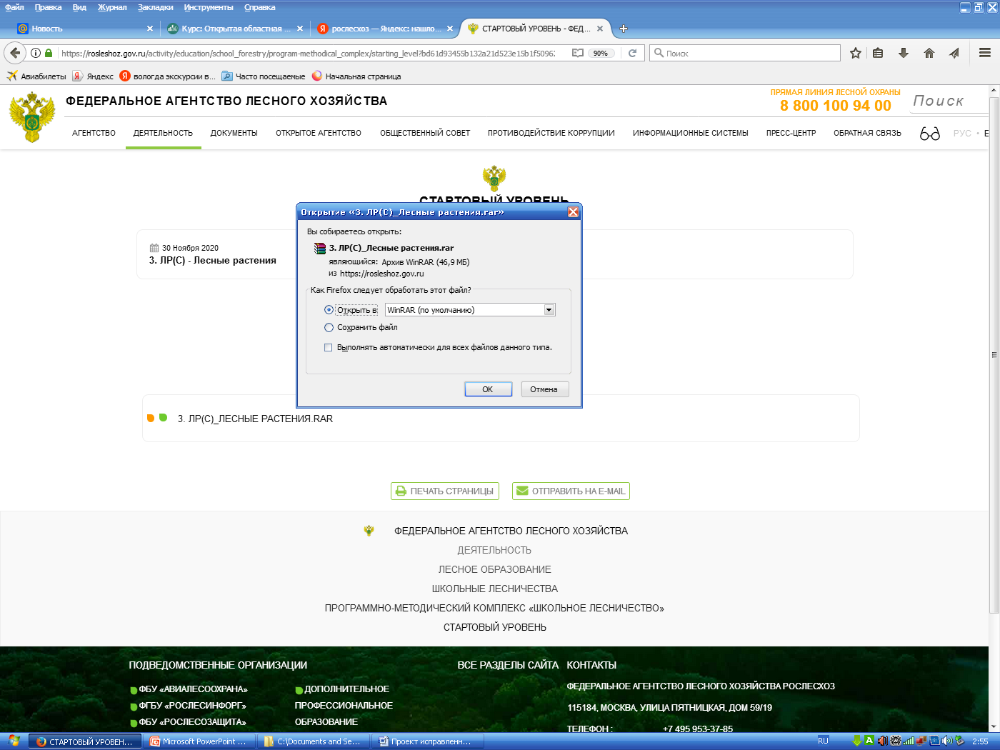 Файл Правка Вид Журнал Закладки Инструменты Справка
Новость
Курс: Открытая областная ...
рослесхоз — Яндекс: нашло...
СТАРТОВЫЙ УРОВЕНЬ - ФЕД...
https://rosleshoz.gov.ru/activity/education/school_forestry/program-methodical_complex/starting_level?bd61d93455b132a21d523e15b1f5096
90%
Поиск
Авиабилеты Яндекс вологда экскурсии в... Часто посещаемые Начальная страница
ФЕДЕРАЛЬНОЕ АГЕНТСТВО ЛЕСНОГО ХОЗЯЙСТВА
ПРЯМАЯ ЛИНИЯ ЛЕСНОЙ ОХРАНЫ
8 800 100 94 00
Поиск
АГЕНТСТВО ДЕЯТЕЛЬНОСТЬ ДОКУМЕНТЫ ОТКРЫТОЕ АГЕНТСТВО ОБЩЕСТВЕННЫЙ СОВЕТ ПРОТИВОДЕЙСТВИЕ КОРРУПЦИИ ИНФОРМАЦИОННЫЕ СИСТЕМЫ ПРЕСС-ЦЕНТР ОБРАТНАЯ СВЯЗЬ РУС • E
СТАРТОВЫЙ УРОВЕНЬ
30 Ноября 2020
3. ЛР(С) - Лесные растения
Открытие «3. ЛР(С)_Лесные растения.rar»
Вы собираетесь открыть:
3. ЛР(С)_Лесные растения.rar
являющийся: Архив WinRAR (46,9 МБ)
из https://rosleshoz.gov.ru
Как Firefox следует обработать этот файл?
Открыть в WinRAR (по умолчанию)
Сохранить файл
Выполнять автоматически для всех файлов данного типа.
ОК Отмена
3. ЛР(С)_ЛЕСНЫЕ РАСТЕНИЯ.RAR
ПЕЧАТЬ СТРАНИЦЫ ОТПРАВИТЬ НА E-MAIL
ФЕДЕРАЛЬНОЕ АГЕНТСТВО ЛЕСНОГО ХОЗЯЙСТВА
ДЕЯТЕЛЬНОСТЬ
ЛЕСНОЕ ОБРАЗОВАНИЕ
ШКОЛЬНЫЕ ЛЕСНИЧЕСТВА
ПРОГРАММНО-МЕТОДИЧЕСКИЙ КОМПЛЕКС «ШКОЛЬНОЕ ЛЕСНИЧЕСТВО»
СТАРТОВЫЙ УРОВЕНЬ
ПОДВЕДОМСТВЕННЫЕ ОРГАНИЗАЦИИ
ФБУ «АВИАЛЕСООХРАНА»
ФГБУ «РОСЛЕСИНФОРГ»
ФБУ «РОСЛЕСОЗАЩИТА»
ДОПОЛНИТЕЛЬНОЕ
ПРОФЕССИОНАЛЬНОЕ
ОБРАЗОВАНИЕ
ВСЕ РАЗДЕЛЫ САЙТА
КОНТАКТЫ
ФЕДЕРАЛЬНОЕ АГЕНТСТВО ЛЕСНОГО ХОЗЯЙСТВА РОСЛЕСХОЗ
115184, МОСКВА, УЛИЦА ПЯТНИЦКАЯ, ДОМ 59/19
ТЕЛЕФОН : +7 495 953-37-85
СТАРТОВЫЙ УРОВЕН...
Microsoft PowerPoint ...
C:\Documents and Se...
Проект исправленн...
RU
2:55